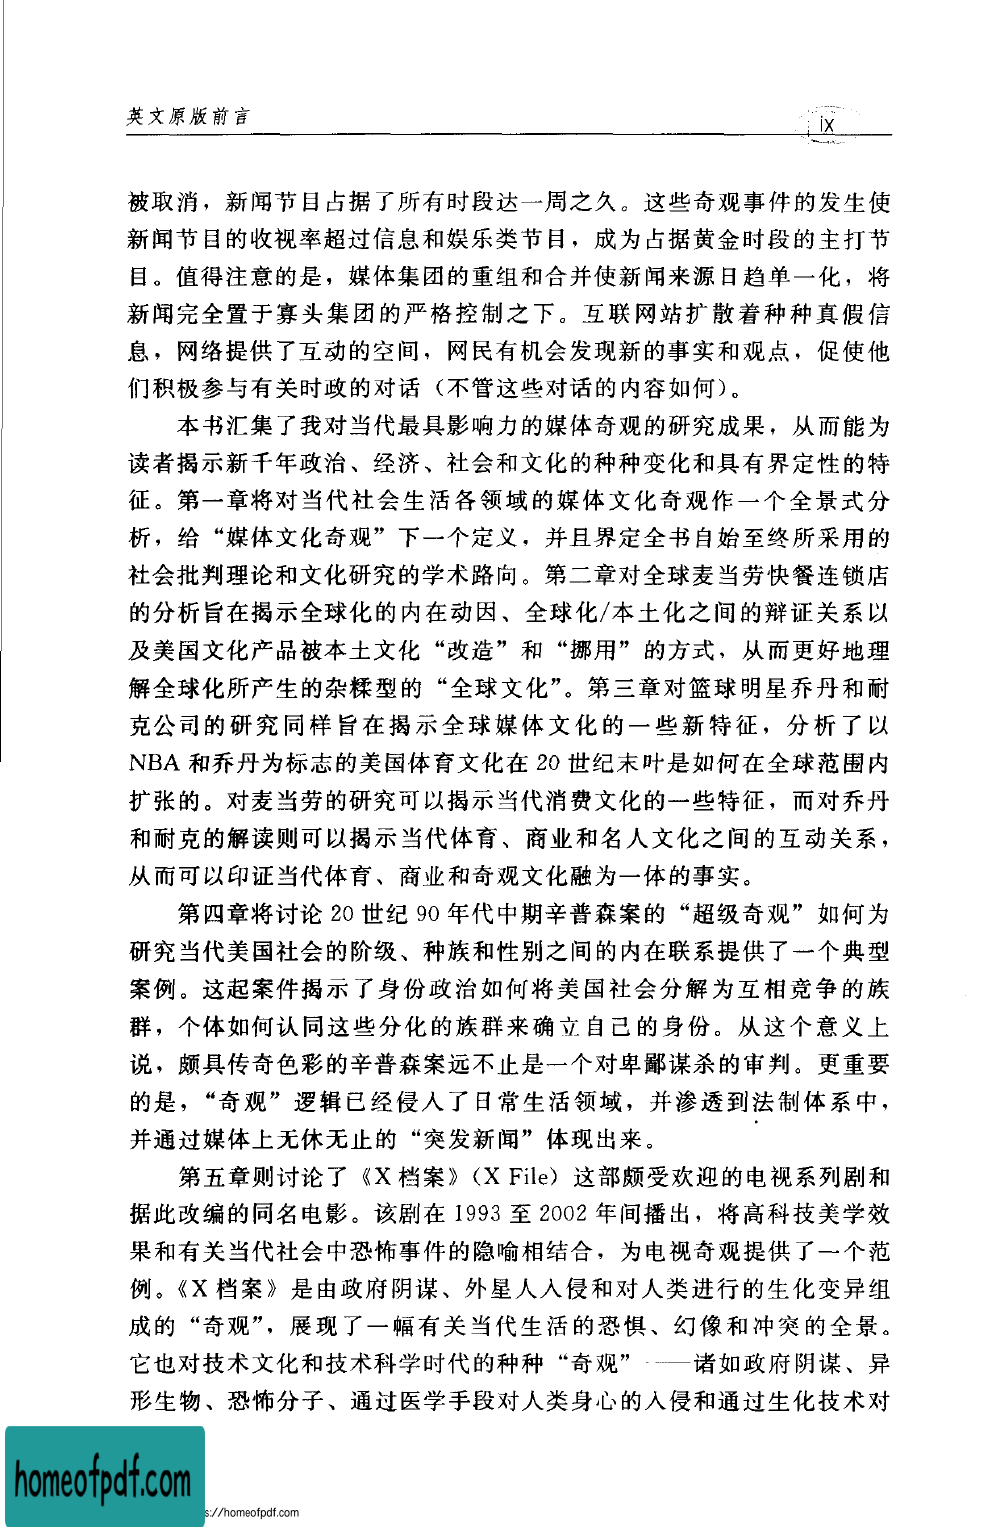 英文原版前言
ix
被取消，新闻节目占据了所有时段达一周之久。这些奇观事件的发生使
新闻节目的收视率超过信息和娱乐类节目，成为占据黄金时段的主打节
目。值得注意的是，媒体集团的重组和合并使新闻来源日趋单一化，将
新闻完全置于寡头集团的严格控制之下。互联网站扩散着种种真假信
息，网络提供了互动的空间，网民有机会发现新的事实和观点，促使他
们积极参与有关时政的对话（不管这些对话的内容如何）。
本书汇集了我对当代最具影响力的媒体奇观的研究成果，从而能为
读者揭示新千年政治、经济、社会和文化的种种变化和具有界定性的特
征。第一章将对当代社会生活各领域的媒体文化奇观作一个全景式分
析，给“媒体文化奇观”下一个定义，并且界定全书自始至终所采用的
社会批判理论和文化研究的学术路向。第二章对全球麦当劳快餐连锁店
的分析旨在揭示全球化的内在动因、全球化/本土化之间的辩证关系以
及美国文化产品被本土文化“改造”和“挪用”的方式，从而更好地理
解全球化所产生的杂糅型的“全球文化”。第三章对篮球明星乔丹和耐
克公司的研究同样旨在揭示全球媒体文化的一些新特征，分析了以
NBA 和乔丹为标志的美国体育文化在 20 世纪末叶是如何在全球范围内
扩张的。对麦当劳的研究可以揭示当代消费文化的一些特征，而对乔丹
和耐克的解读则可以揭示当代体育、商业和名人文化之间的互动关系，
从而可以印证当代体育、商业和奇观文化融为一体的事实。
第四章将讨论 20 世纪 90 年代中期辛普森案的“超级奇观”如何为
研究当代美国社会的阶级、种族和性别之间的内在联系提供了一个典型
案例。这起案件揭示了身份政治如何将美国社会分解为互相竞争的族
群，个体如何认同这些分化的族群来确立自己的身份。从这个意义上
说，颇具传奇色彩的辛普森案远不止是一个对卑鄙谋杀的审判。更重要
的是，“奇观”逻辑已经侵入了日常生活领域，并渗透到法制体系中，
并通过媒体上无休无止的“突发新闻”体现出来。
第五章则讨论了《X 档案》（X File）这部颇受欢迎的电视系列剧和
据此改编的同名电影。该剧在 1993 至 2002 年间播出，将高科技美学效
果和有关当代社会中恐怖事件的隐喻相结合，为电视奇观提供了一个范
例。《X 档案》是由政府阴谋、外星人入侵和对人类进行的生化变异组
成的“奇观”，展现了一幅有关当代生活的恐惧、幻像和冲突的全景。
它也对技术文化和技术科学时代的种种“奇观”——诸如政府阴谋、异
形生物、恐怖分子、通过医学手段对人类身心的入侵和通过生化技术对
homeofpdf.com
s://homeofpdf.com